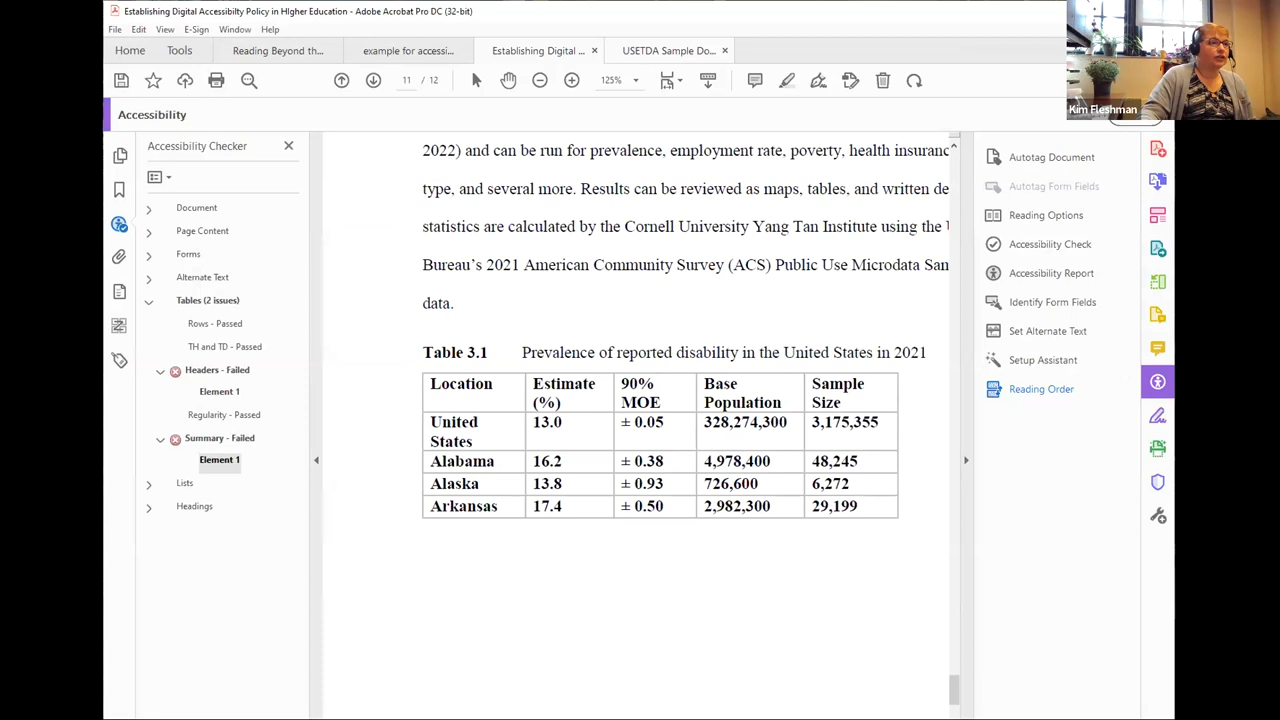 Establishing Digital Accessibilty Policy in HIgher Education - Adobe Acrobat Pro DC (32-bit)
File Edit View E-Sign Window Help
Home Tools Reading Beyond th... example for accessi... Establishing Digital ... USETDA Sample Do...
11 / 12 125%
Kim Fleshman
Accessibility
Accessibility Checker
Document
Page Content
Forms
Alternate Text
Tables (2 issues)
Rows - Passed
TH and TD - Passed
Headers - Failed
Element 1
Regularity - Passed
Summary - Failed
Element 1
Lists
Headings
2022) and can be run for prevalence, employment rate, poverty, health insuranc
type, and several more. Results can be reviewed as maps, tables, and written de
statistics are calculated by the Cornell University Yang Tan Institute using the
Bureau's 2021 American Community Survey (ACS) Public Use Microdata Sam
data.
Table 3.1 Prevalence of reported disability in the United States in 2021
Location Estimate (%) 90% MOE Base Population Sample Size
United States 13.0 ± 0.05 328,274,300 3,175,355
Alabama 16.2 ± 0.38 4,978,400 48,245
Alaska 13.8 ± 0.93 726,600 6,272
Arkansas 17.4 ± 0.50 2,982,300 29,199
Autotag Document
Autotag Form Fields
Reading Options
Accessibility Check
Accessibility Report
Identify Form Fields
Set Alternate Text
Setup Assistant
Reading Order